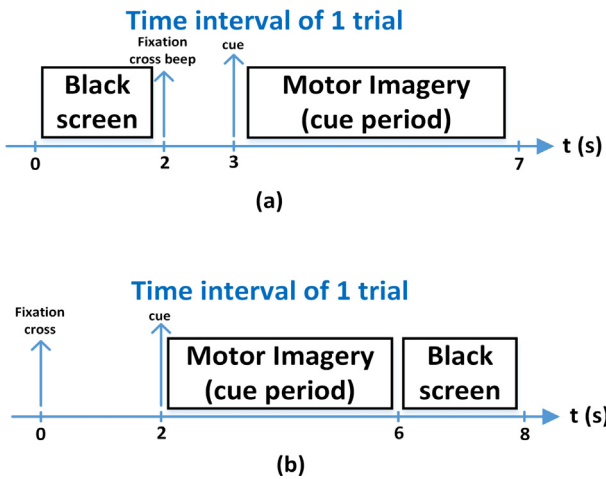 Time interval of 1 trial
Fixation
cross beep
cue
Black
screen
Motor Imagery
(cue period)
0
2
3
7
t (s)
(a)
Time interval of 1 trial
Fixation
cross
cue
Motor Imagery
(cue period)
Black
screen
0
2
6
8
t (s)
(b)